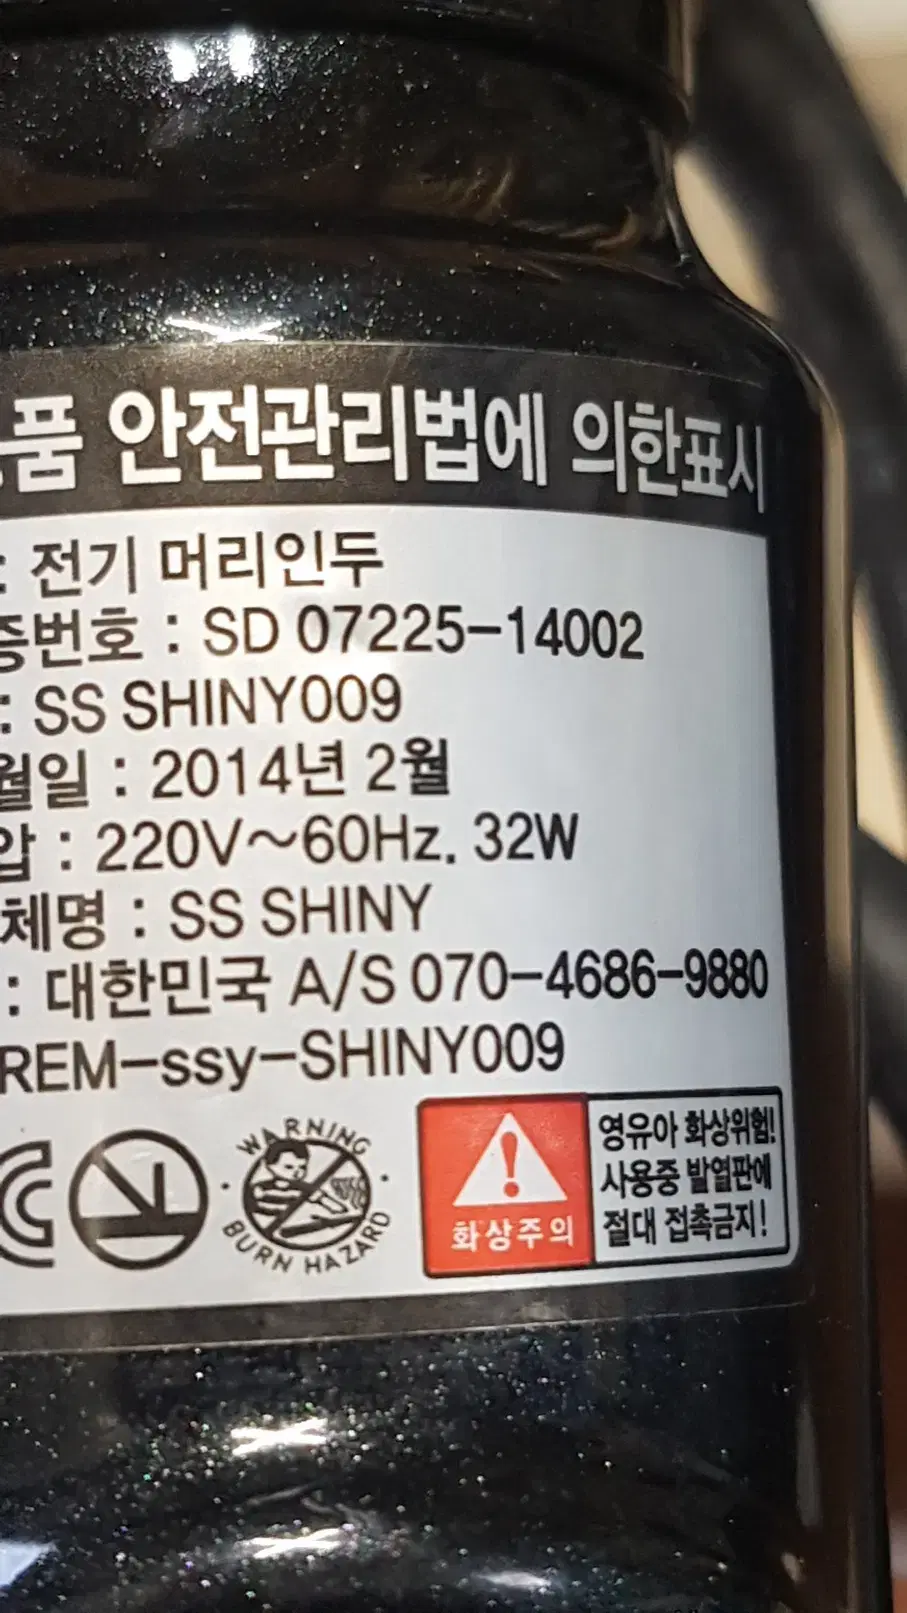 품 안전관리법에 의한표시
: 전기 머리인두
증번호 : SD 07225-14002
: SS SHINY009
월일 : 2014년 2월
압 : 220V~60Hz. 32W
체명 : SS SHINY
: 대한민국 A/S 070-4686-9880
REM-ssy-SHINY009
WARNING
BURN HAZARD
화상주의
영유아 화상위험!
사용중 발열판에
절대 접촉금지!